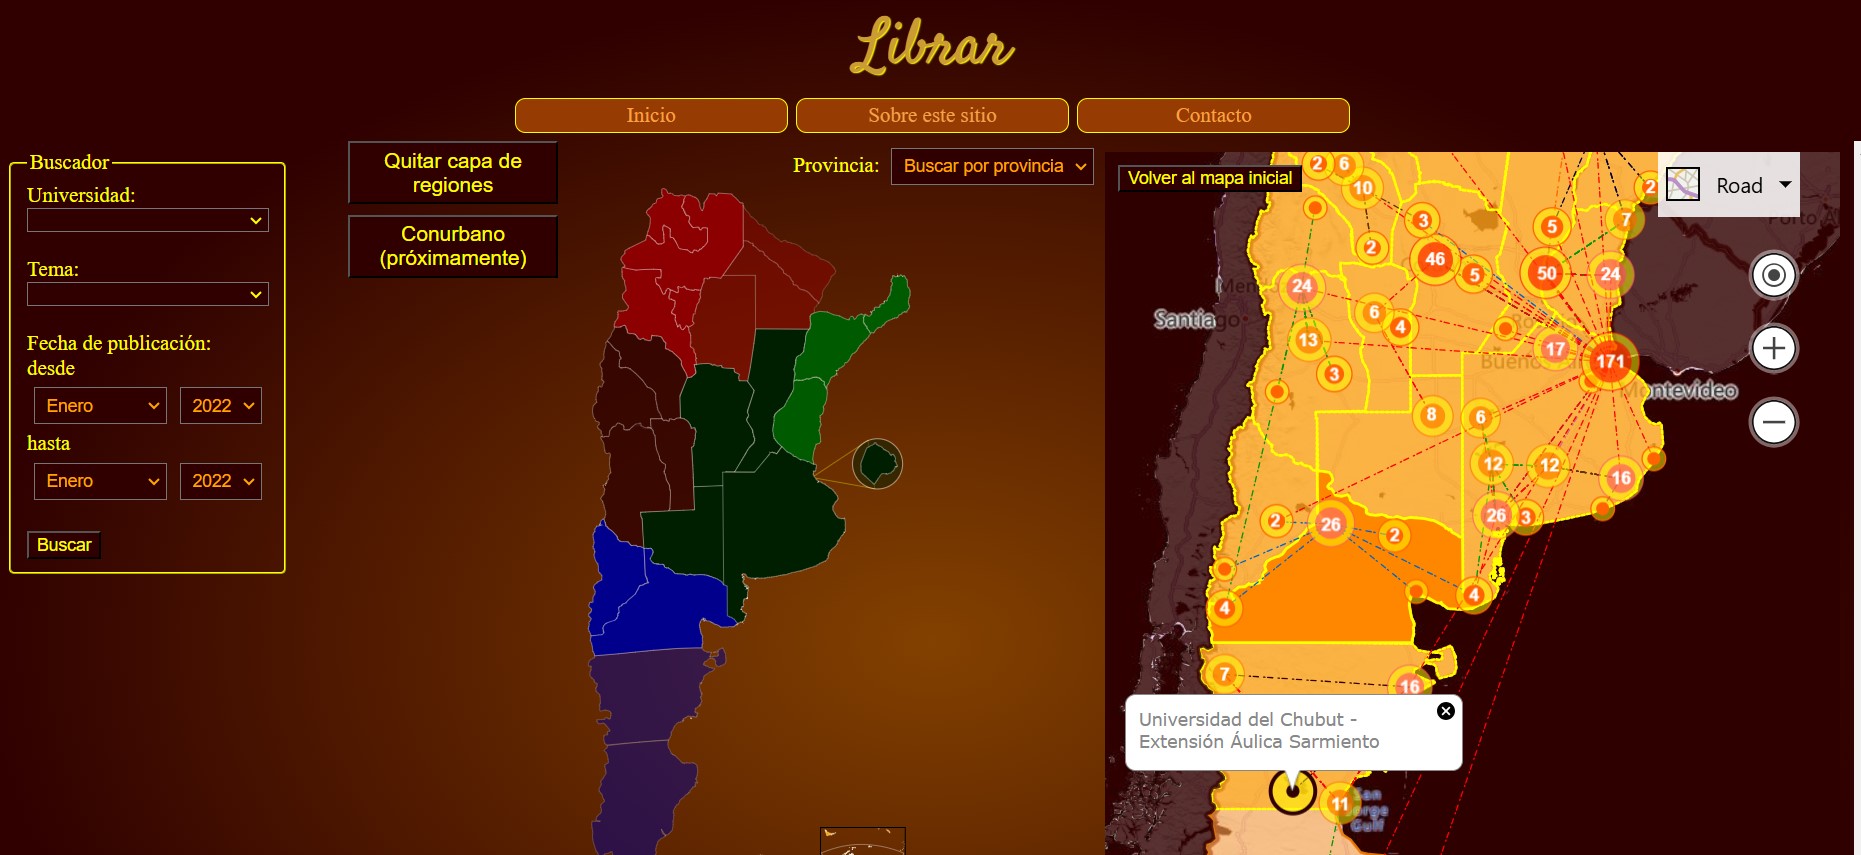 Librar
Inicio
Sobre este sitio
Contacto
Buscador
Universidad:
Tema:
Fecha de publicación:
desde
Enero
2022
hasta
Enero
2022
Buscar
Quitar capa de
regiones
Conurbano
(próximamente)
Provincia:
Buscar por provincia
Volver al mapa inicial
Road
2
6
10
2
3
5
7
2
46
5
50
24
24
6
4
13
3
17
171
8
6
12
12
16
26
3
2
26
2
4
4
7
16
11
Santiago
Montevideo
Buenos Ai
Porto A
San
Jorge
Gulf
Universidad del Chubut -
Extensión Áulica Sarmiento